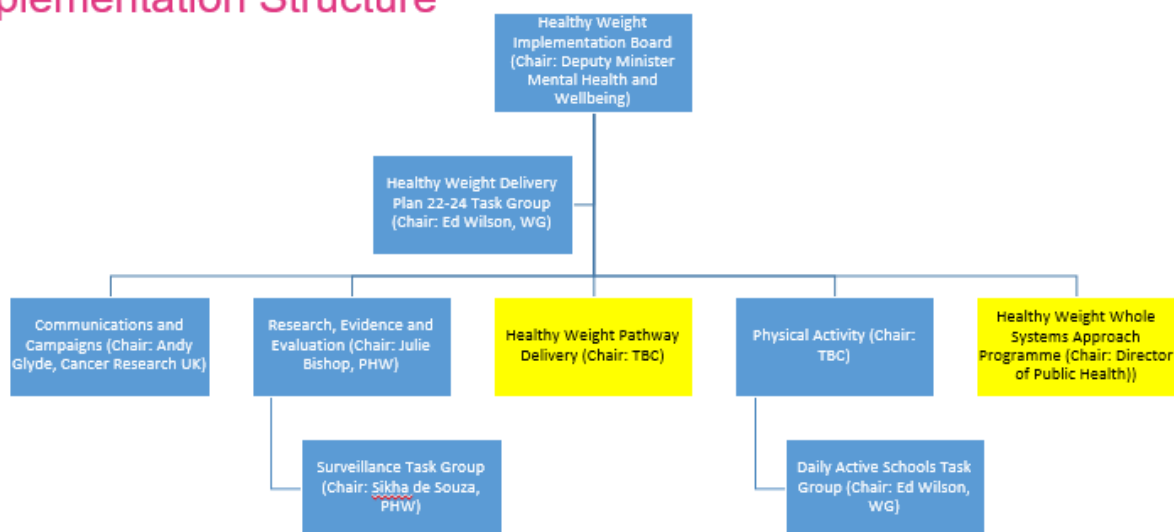 plementation Structure
Healthy Weight
Implementation Board
(Chair: Deputy Minister
Mental Health and
Wellbeing)
Healthy Weight Delivery
Plan 22-24 Task Group
(Chair: Ed Wilson, WG)
Communications and
Campaigns (Chair: Andy
Glyde, Cancer Research UK)
Research, Evidence and
Evaluation (Chair: Julie
Bishop, PHW)
Healthy Weight Pathway
Delivery (Chair: TBC)
Physical Activity (Chair:
TBC)
Healthy Weight Whole
Systems Approach
Programme (Chair: Director
of Public Health))
Surveillance Task Group
(Chair: Sikha de Souza,
PHW)
Daily Active Schools Task
Group (Chair: Ed Wilson,
WG)